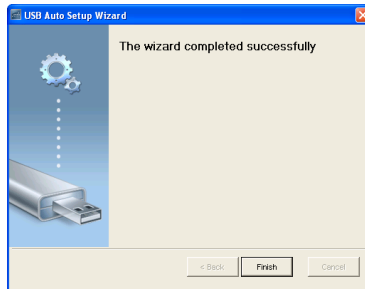 USB Auto Setup Wizard
The wizard completed successfully
< Back
Finish
Cancel